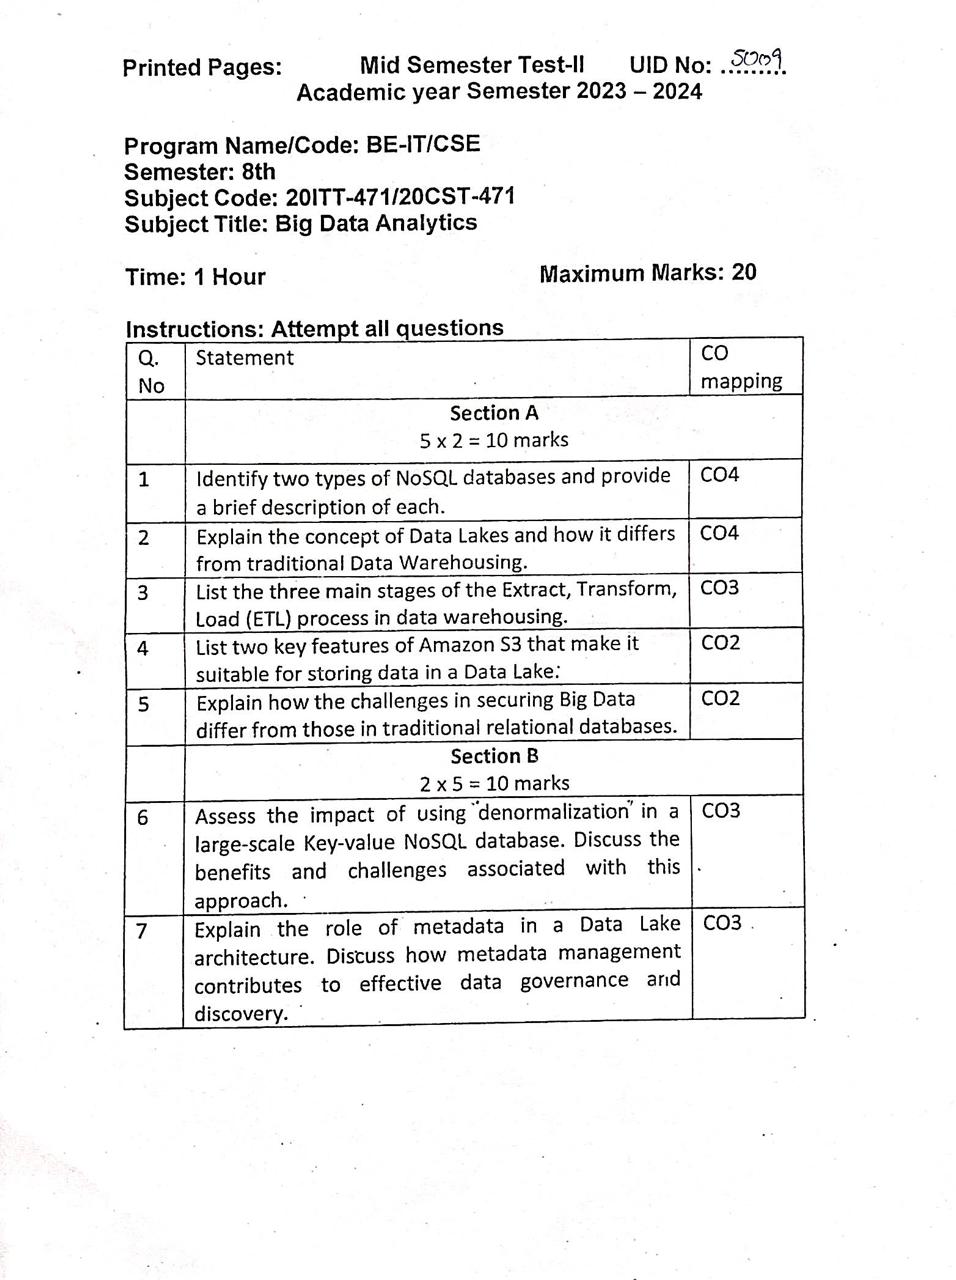 Printed Pages: Mid Semester Test-II UID No: .5009.
Academic year Semester 2023 – 2024
Program Name/Code: BE-IT/CSE
Semester: 8th
Subject Code: 20ITT-471/20CST-471
Subject Title: Big Data Analytics
Time: 1 Hour Maximum Marks: 20
Instructions: Attempt all questions
Q. Statement CO
No mapping
Section A
5 x 2 = 10 marks
1 Identify two types of NoSQL databases and provide CO4
a brief description of each.
2 Explain the concept of Data Lakes and how it differs CO4
from traditional Data Warehousing.
3 List the three main stages of the Extract, Transform, CO3
Load (ETL) process in data warehousing.
4 List two key features of Amazon S3 that make it CO2
suitable for storing data in a Data Lake:
5 Explain how the challenges in securing Big Data CO2
differ from those in traditional relational databases.
Section B
2 x 5 = 10 marks
6 Assess the impact of using "denormalization" in a CO3
large-scale Key-value NoSQL database. Discuss the
benefits and challenges associated with this
approach.
7 Explain the role of metadata in a Data Lake CO3
architecture. Discuss how metadata management
contributes to effective data governance and
discovery.